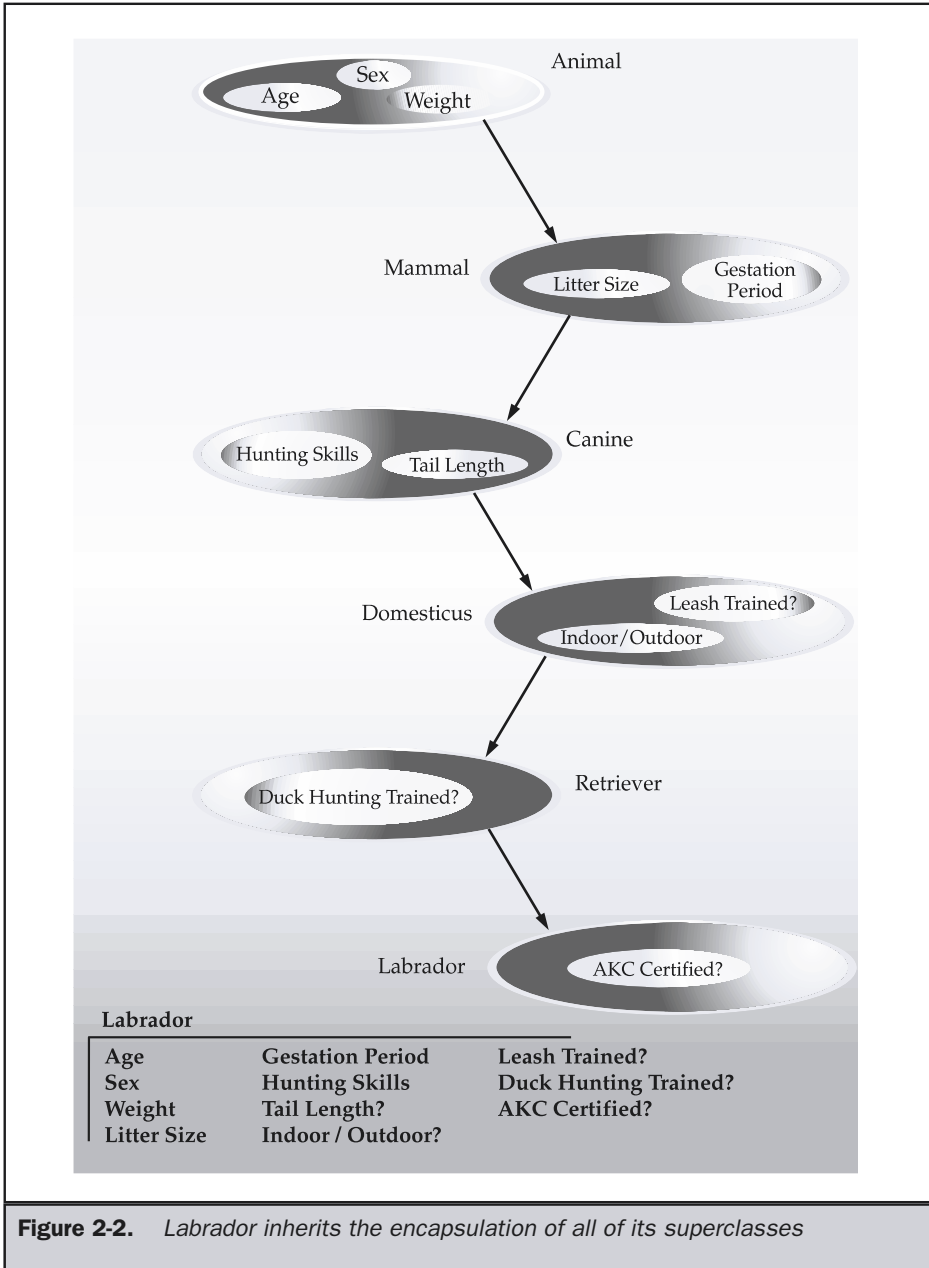 Animal
Sex
Age
Weight
Mammal
Litter Size
Gestation
Period
Canine
Hunting Skills
Tail Length
Domesticus
Leash Trained?
Indoor/Outdoor
Retriever
Duck Hunting Trained?
Labrador
AKC Certified?
Labrador
Age Gestation Period Leash Trained?
Sex Hunting Skills Duck Hunting Trained?
Weight Tail Length? AKC Certified?
Litter Size Indoor / Outdoor?
Figure 2-2. Labrador inherits the encapsulation of all of its superclasses